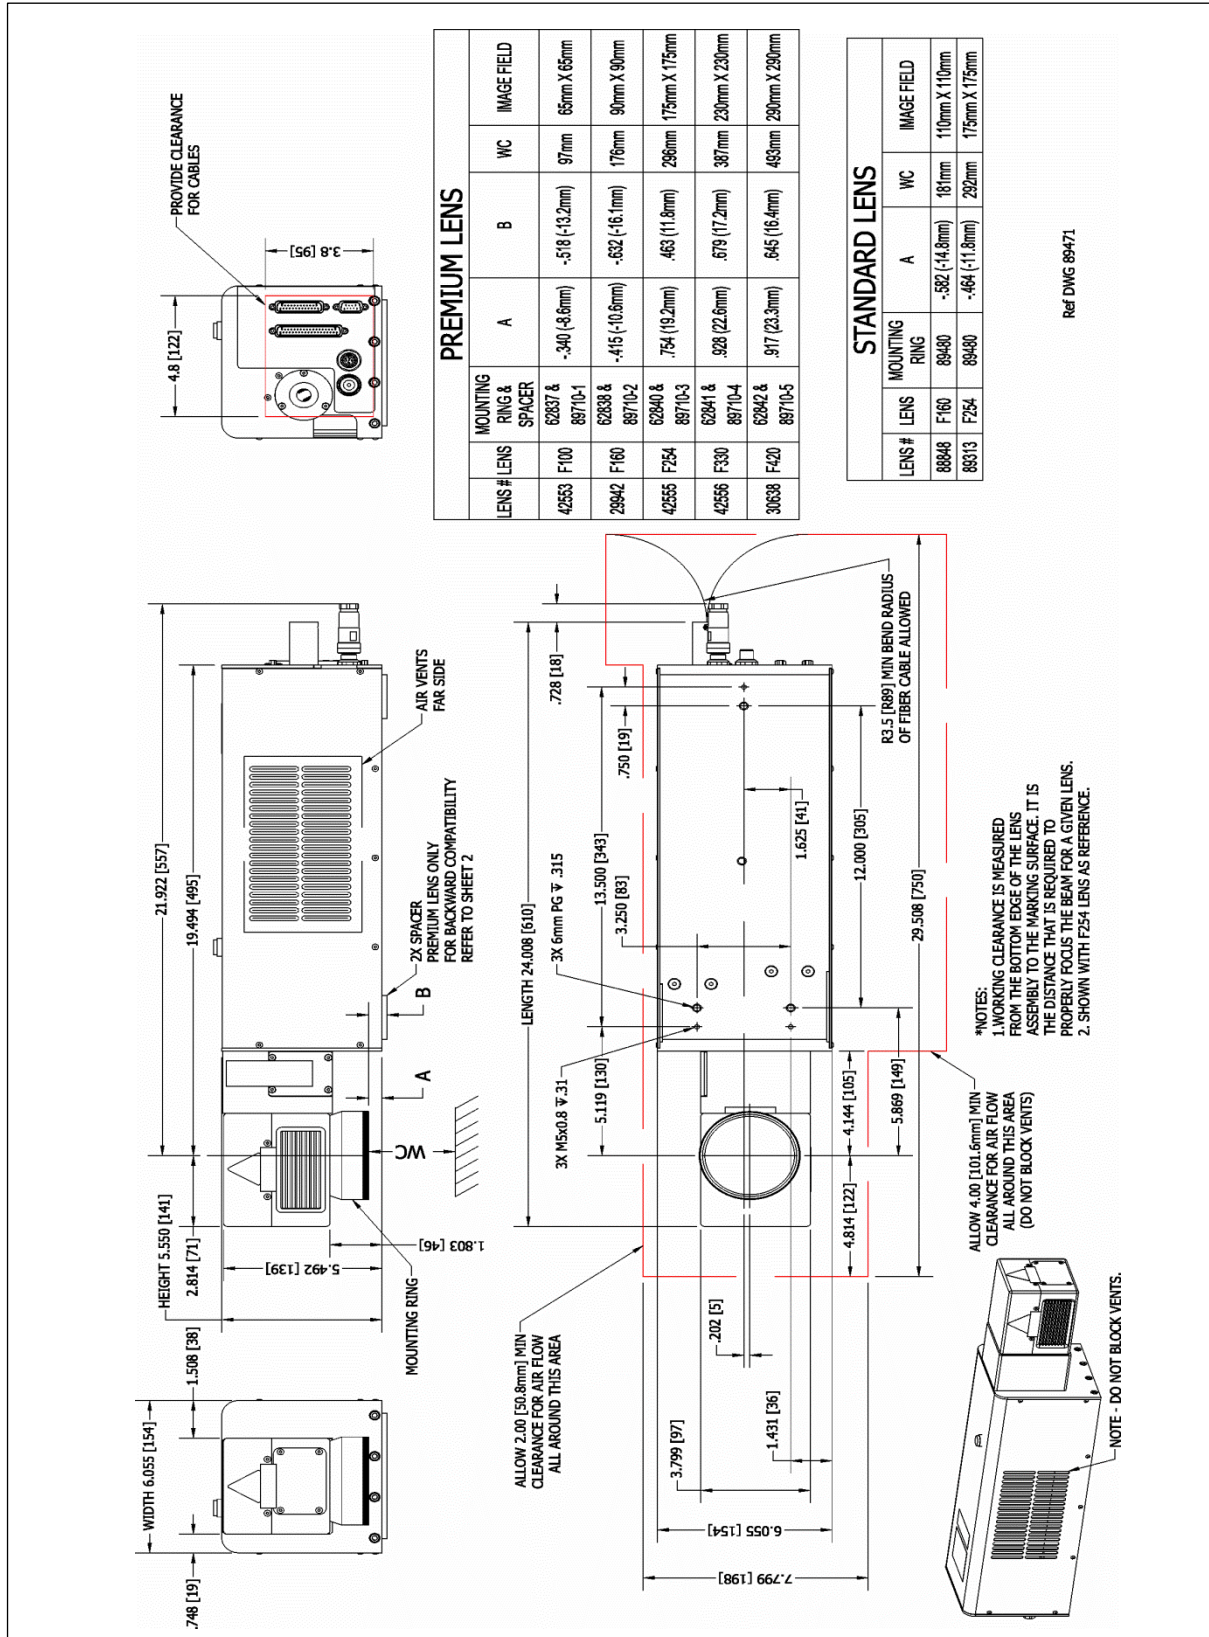 .748 [19]
WIDTH 6.055 [154]
1.508 [38]
HEIGHT 5.550 [141]
2.814 [71]
19.494 [495]
21.922 [557]
5.492 [139]
1.803 [46]
MOUNTING RING
WC
A
B
2X SPACER
PREMIUM LENS ONLY
FOR BACKWARD COMPATIBILITY
REFER TO SHEET 2
AIR VENTS
FAR SIDE
4.8 [122]
3.8 [95]
PROVIDE CLEARANCE
FOR CABLES
ALLOW 2.00 [50.8mm] MIN
CLEARANCE FOR AIR FLOW
ALL AROUND THIS AREA
LENGTH 24.008 [610]
.728 [18]
3X M5x0.8 ↧.31
3X 6mm PG ↧ .315
5.119 [130]
13.500 [343]
3.250 [83]
.750 [19]
1.625 [41]
12.000 [305]
R3.5 [R89] MIN BEND RADIUS
OF FIBER CABLE ALLOWED
.202 [5]
3.799 [97]
1.431 [36]
6.055 [154]
7.799 [198]
4.814 [122]
4.144 [105]
5.869 [149]
29.508 [750]
ALLOW 4.00 [101.6mm] MIN
CLEARANCE FOR AIR FLOW
ALL AROUND THIS AREA
(DO NOT BLOCK VENTS)
NOTE - DO NOT BLOCK VENTS.
*NOTES:
1.WORKING CLEARANCE IS MEASURED
FROM THE BOTTOM EDGE OF THE LENS
ASSEMBLY TO THE MARKING SURFACE. IT IS
THE DISTANCE THAT IS REQUIRED TO
PROPERLY FOCUS THE BEAM FOR A GIVEN LENS.
2. SHOWN WITH F254 LENS AS REFERENCE.
PREMIUM LENS
LENS # LENS MOUNTING RING & SPACER A B WC IMAGE FIELD
42553 F100 62837 & 89710-1 -.340 (-8.6mm) -.518 (-13.2mm) 97mm 65mm X 65mm
29942 F160 62838 & 89710-2 -.415 (-10.6mm) -.632 (-16.1mm) 176mm 90mm X 90mm
42555 F254 62840 & 89710-3 .754 (19.2mm) .463 (11.8mm) 296mm 175mm X 175mm
42556 F330 62841 & 89710-4 .928 (22.6mm) .679 (17.2mm) 387mm 230mm X 230mm
30638 F420 62842 & 89710-5 .917 (23.3mm) .645 (16.4mm) 493mm 290mm X 290mm
STANDARD LENS
LENS # LENS MOUNTING RING A WC IMAGE FIELD
88848 F160 89480 -.582 (-14.8mm) 181mm 110mm X 110mm
89313 F254 89480 -.464 (-11.8mm) 292mm 175mm X 175mm
Ref DWG 89471